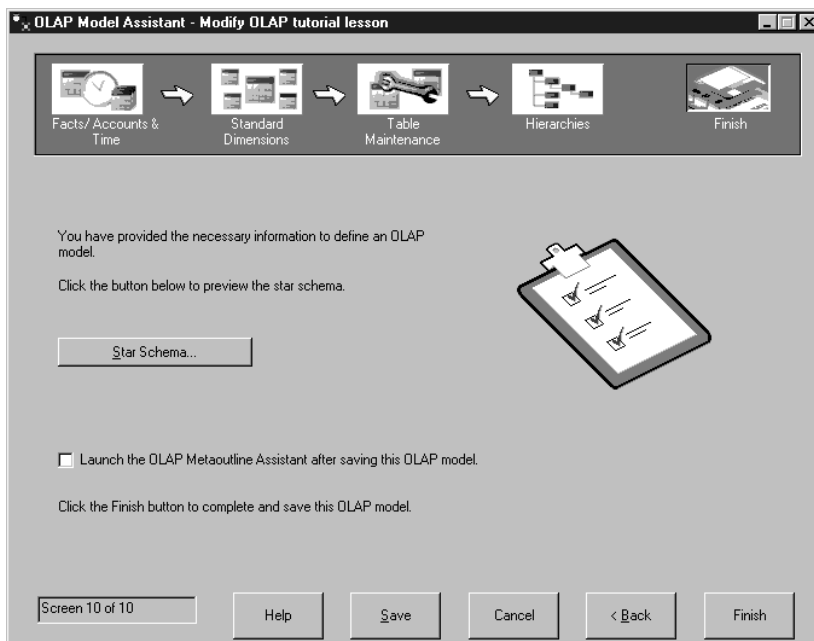 OLAP Model Assistant - Modify OLAP tutorial lesson
Facts/ Accounts &
Time
Standard
Dimensions
Table
Maintenance
Hierarchies
Finish
You have provided the necessary information to define an OLAP
model.
Click the button below to preview the star schema.
Star Schema...
Launch the OLAP Metaoutline Assistant after saving this OLAP model.
Click the Finish button to complete and save this OLAP model.
Screen 10 of 10
Help
Save
Cancel
< Back
Finish